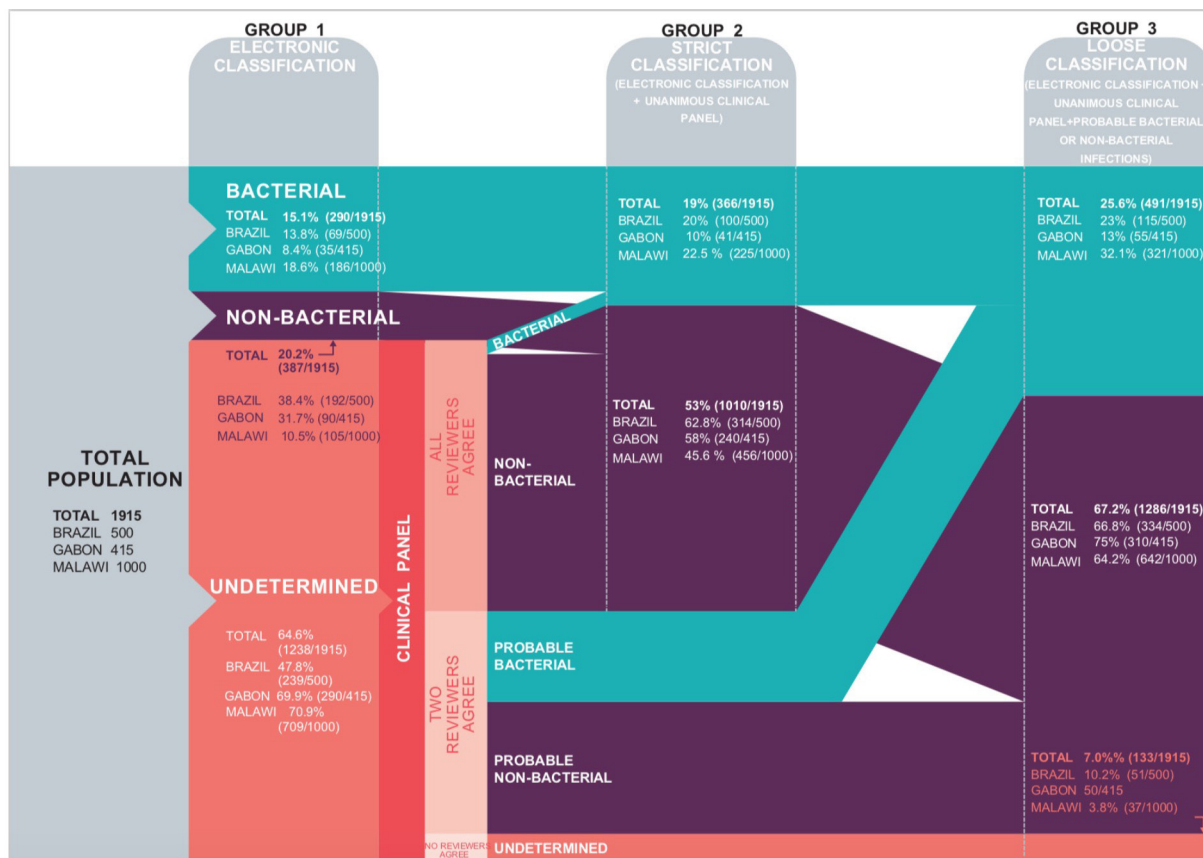 GROUP 1
ELECTRONIC
CLASSIFICATION
GROUP 2
STRICT
CLASSIFICATION
(ELECTRONIC CLASSIFICATION
+ UNANIMOUS CLINICAL
PANEL)
GROUP 3
LOOSE
CLASSIFICATION
(ELECTRONIC CLASSIFICATION +
UNANIMOUS CLINICAL
PANEL+PROBABLE BACTERIAL
OR NON-BACTERIAL
INFECTIONS)
TOTAL
POPULATION
TOTAL 1915
BRAZIL 500
GABON 415
MALAWI 1000
BACTERIAL
TOTAL 15.1% (290/1915)
BRAZIL 13.8% (69/500)
GABON 8.4% (35/415)
MALAWI 18.6% (186/1000)
NON-BACTERIAL
TOTAL 20.2%
(387/1915)
BRAZIL 38.4% (192/500)
GABON 31.7% (90/415)
MALAWI 10.5% (105/1000)
UNDETERMINED
TOTAL 64.6%
(1238/1915)
BRAZIL 47.8%
(239/500)
GABON 69.9% (290/415)
MALAWI 70.9%
(709/1000)
CLINICAL PANEL
ALL
REVIEWERS
AGREE
TWO
REVIEWERS
AGREE
NO REVIEWERS
AGREE
BACTERIAL
NON-
BACTERIAL
PROBABLE
BACTERIAL
PROBABLE
NON-BACTERIAL
UNDETERMINED
TOTAL 19% (366/1915)
BRAZIL 20% (100/500)
GABON 10% (41/415)
MALAWI 22.5 % (225/1000)
TOTAL 53% (1010/1915)
BRAZIL 62.8% (314/500)
GABON 58% (240/415)
MALAWI 45.6 % (456/1000)
TOTAL 25.6% (491/1915)
BRAZIL 23% (115/500)
GABON 13% (55/415)
MALAWI 32.1% (321/1000)
TOTAL 67.2% (1286/1915)
BRAZIL 66.8% (334/500)
GABON 75% (310/415)
MALAWI 64.2% (642/1000)
TOTAL 7.0%% (133/1915)
BRAZIL 10.2% (51/500)
GABON 50/415
MALAWI 3.8% (37/1000)